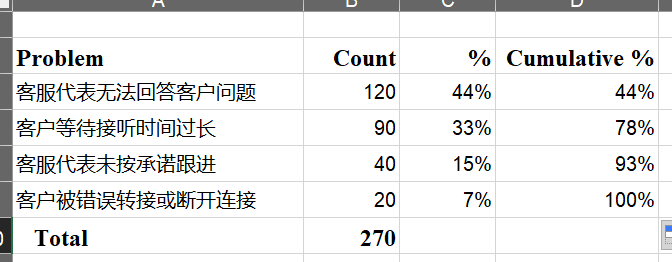 A B C D
Problem Count % Cumulative %
客服代表无法回答客户问题 120 44% 44%
客户等待接听时间过长 90 33% 78%
客服代表未按承诺跟进 40 15% 93%
客户被错误转接或断开连接 20 7% 100%
Total 270